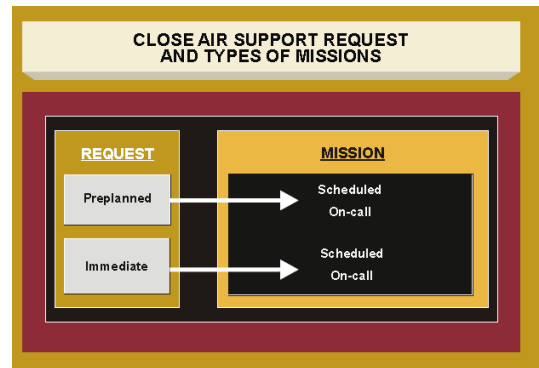 CLOSE AIR SUPPORT REQUEST
AND TYPES OF MISSIONS
REQUEST
Preplanned
Immediate
MISSION
Scheduled
On-call
Scheduled
On-call